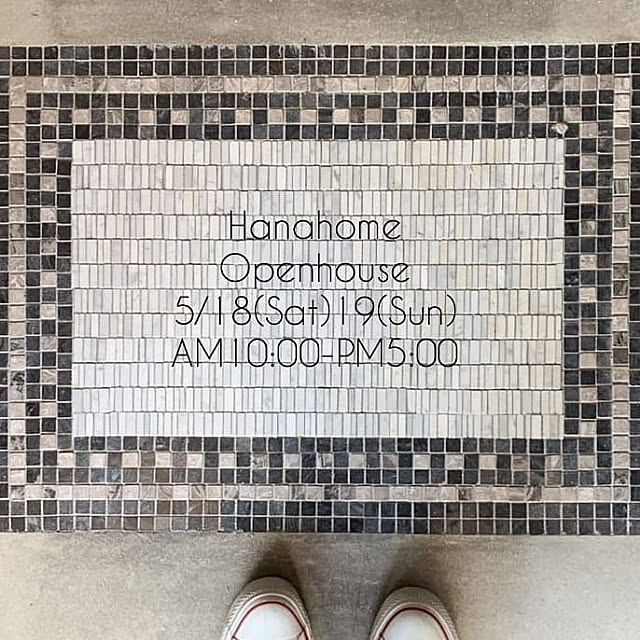 Hanahome
Openhouse
5/18(Sat)19(Sun)
AM10:00-PM5:00